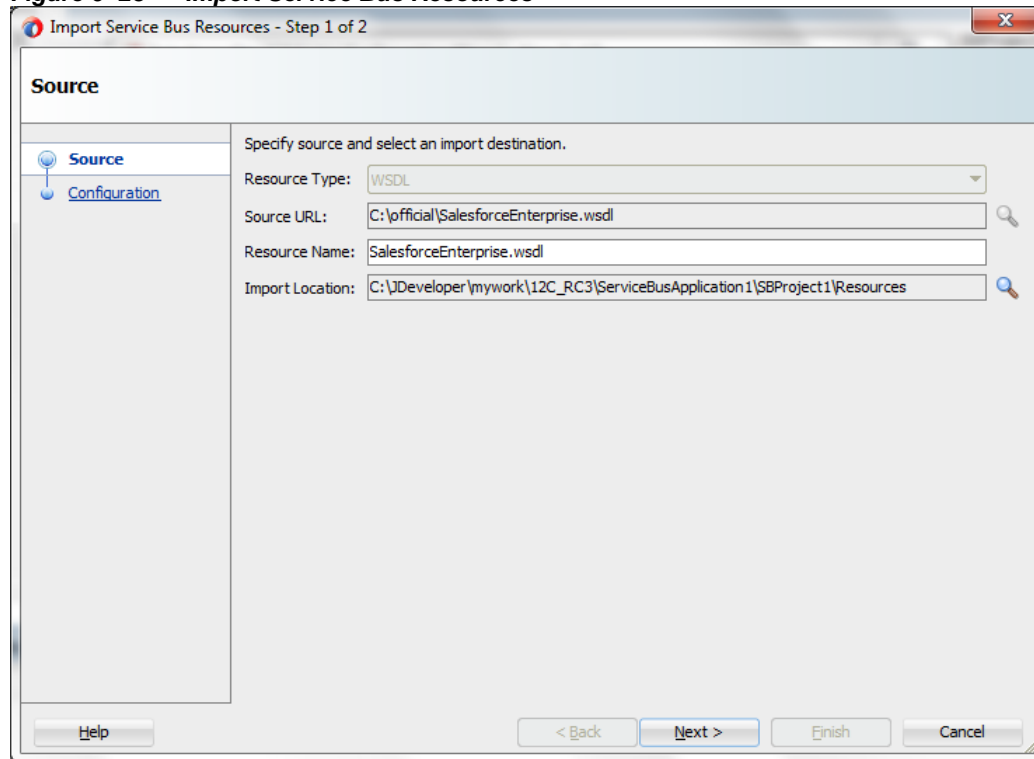 Import Service Bus Resources - Step 1 of 2
Source
Source
Configuration
Specify source and select an import destination.
Resource Type: WSDL
Source URL: C:\official\SalesforceEnterprise.wsdl
Resource Name: SalesforceEnterprise.wsdl
Import Location: C:\JDeveloper\mywork\12C_RC3\ServiceBusApplication1\SBProject1\Resources
Help < Back Next > Finish Cancel